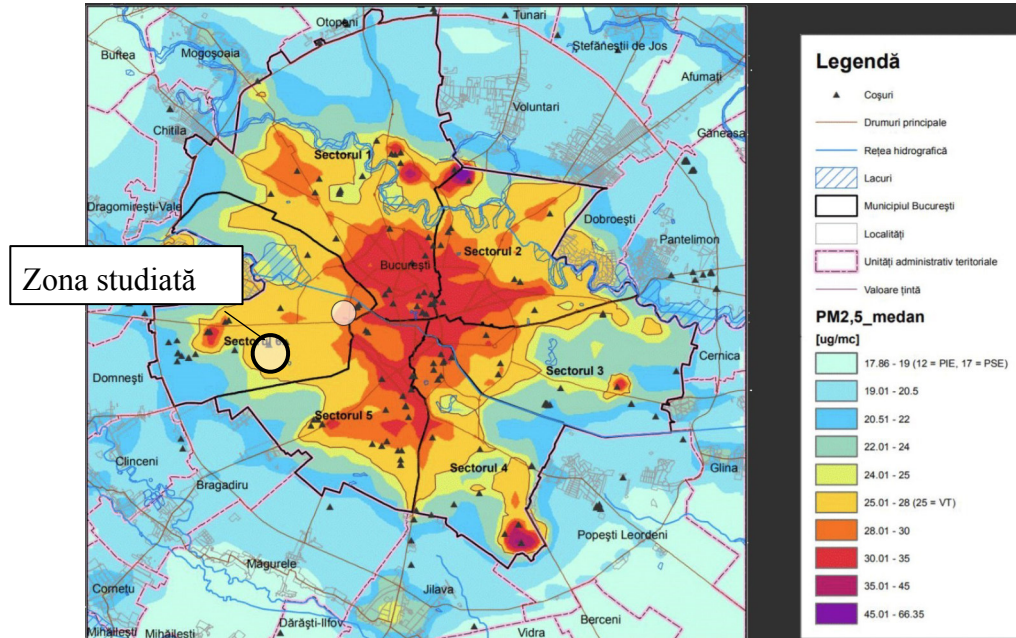 Otopeni
Tunari
Ștefăneștii de Jos
Buftea
Mogoșoaia
Afumați
Voluntari
Găneasa
Chitila
Sectorul 1
Dragomirești-Vale
Dobroești
Pantelimon
Sectorul 2
București
Zona studiată
Sectorul 6
Cernica
Domnești
Sectorul 3
Sectorul 5
Clinceni
Sectorul 4
Glina
Bragadiru
Popești Leordeni
Măgurele
Cornețu
Jilava
Dărăști-Ilfov
Berceni
Mihăilești
Mihăilești
Vidra
Legendă
Coșuri
Drumuri principale
Rețea hidrografică
Lacuri
Municipiul București
Localități
Unități administrativ teritoriale
Valoare țintă
PM2,5_medan
[ug/mc]
17.86 - 19 (12 = PIE, 17 = PSE)
19.01 - 20.5
20.51 - 22
22.01 - 24
24.01 - 25
25.01 - 28 (25 = VT)
28.01 - 30
30.01 - 35
35.01 - 45
45.01 - 66.35